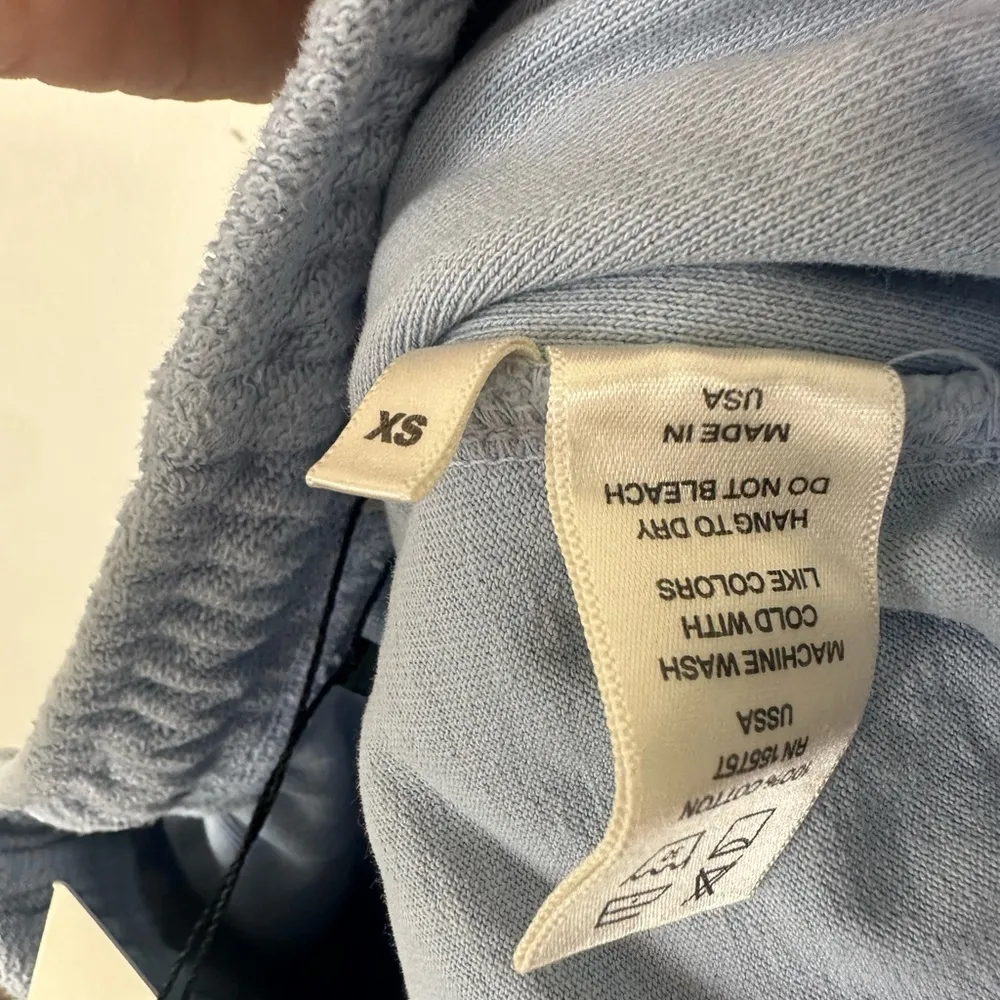 100% COTTON
RN
USSA
MACHINE WASH
COLD WITH
LIKE COLORS
HANG TO DRY
DO NOT BLEACH
MADE IN
USA
XS